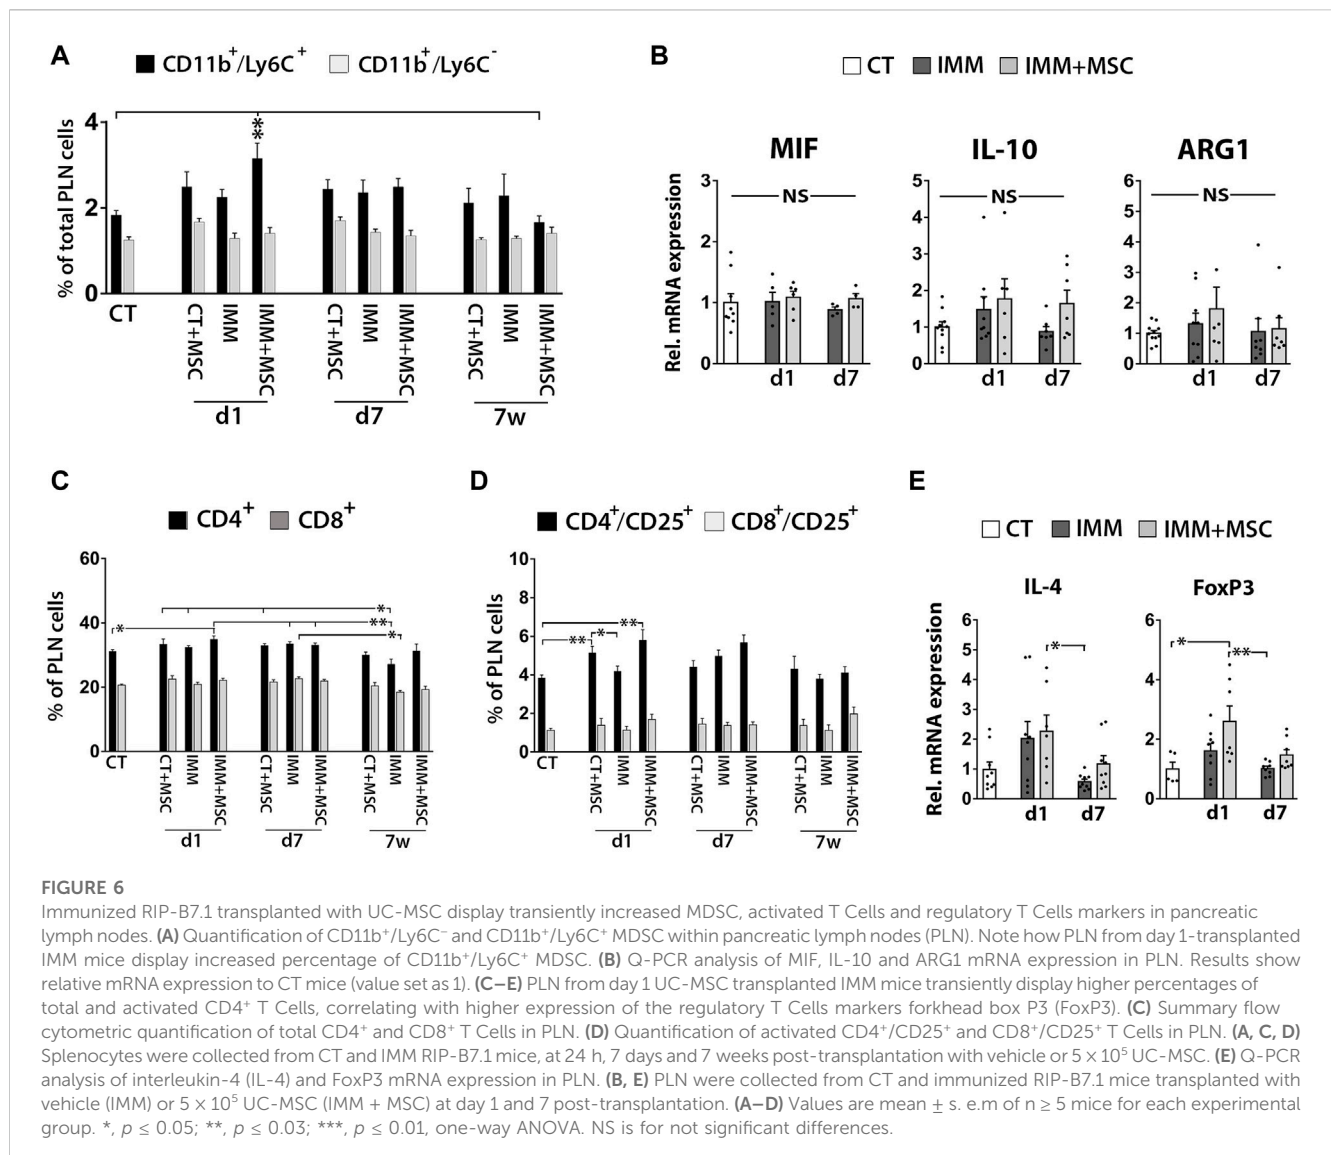 A
CD11b⁺/Ly6C⁺ CD11b⁺/Ly6C⁻
% of total PLN cells
4
2
0
**
CT
CT+MSC
IMM
IMM+MSC
CT+MSC
IMM
IMM+MSC
CT+MSC
IMM
IMM+MSC
d1 d7 7w
B
CT IMM IMM+MSC
Rel. mRNA expression
MIF
3
2
1
0
NS
d1 d7
IL-10
5
4
3
2
1
0
NS
d1 d7
ARG1
6
5
4
3
2
1
0
NS
d1 d7
C
CD4⁺ CD8⁺
% of PLN cells
60
40
20
0
*
*
**
*
CT
CT+MSC
IMM
IMM+MSC
CT+MSC
IMM
IMM+MSC
CT+MSC
IMM
IMM+MSC
d1 d7 7w
D
CD4⁺/CD25⁺ CD8⁺/CD25⁺
% of PLN cells
10
8
6
4
2
0
**
**
*
CT
CT+MSC
IMM
IMM+MSC
CT+MSC
IMM
IMM+MSC
CT+MSC
IMM
IMM+MSC
d1 d7 7w
E
CT IMM IMM+MSC
Rel. mRNA expression
IL-4
6
5
4
3
2
1
0
*
d1 d7
FoxP3
6
4
2
0
*
**
d1 d7
FIGURE 6
Immunized RIP-B7.1 transplanted with UC-MSC display transiently increased MDSC, activated T Cells and regulatory T Cells markers in pancreatic
lymph nodes. (A) Quantification of CD11b⁺/Ly6C⁻ and CD11b⁺/Ly6C⁺ MDSC within pancreatic lymph nodes (PLN). Note how PLN from day 1-transplanted
IMM mice display increased percentage of CD11b⁺/Ly6C⁺ MDSC. (B) Q-PCR analysis of MIF, IL-10 and ARG1 mRNA expression in PLN. Results show
relative mRNA expression to CT mice (value set as 1). (C–E) PLN from day 1 UC-MSC transplanted IMM mice transiently display higher percentages of
total and activated CD4⁺ T Cells, correlating with higher expression of the regulatory T Cells markers forkhead box P3 (FoxP3). (C) Summary flow
cytometric quantification of total CD4⁺ and CD8⁺ T Cells in PLN. (D) Quantification of activated CD4⁺/CD25⁺ and CD8⁺/CD25⁺ T Cells in PLN. (A, C, D)
Splenocytes were collected from CT and IMM RIP-B7.1 mice, at 24 h, 7 days and 7 weeks post-transplantation with vehicle or 5 × 10⁵ UC-MSC. (E) Q-PCR
analysis of interleukin-4 (IL-4) and FoxP3 mRNA expression in PLN. (B, E) PLN were collected from CT and immunized RIP-B7.1 mice transplanted with
vehicle (IMM) or 5 × 10⁵ UC-MSC (IMM + MSC) at day 1 and 7 post-transplantation. (A–D) Values are mean ± s. e.m of n ≥ 5 mice for each experimental
group. *, p ≤ 0.05; **, p ≤ 0.03; ***, p ≤ 0.01, one-way ANOVA. NS is for not significant differences.